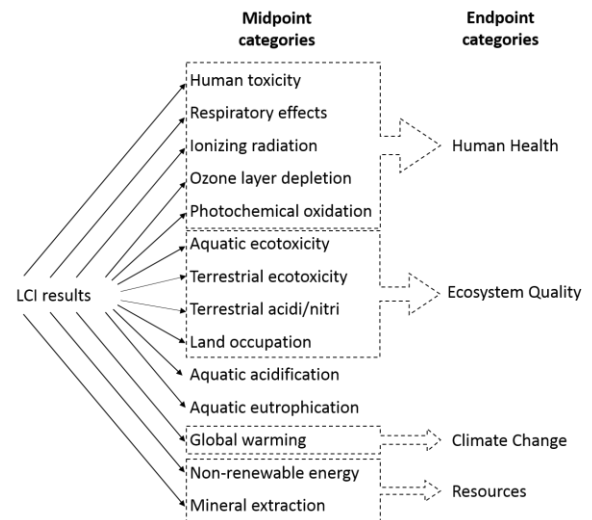 Midpoint categories
Endpoint categories
Human toxicity
Respiratory effects
Ionizing radiation
Human Health
Ozone layer depletion
Photochemical oxidation
Aquatic ecotoxicity
Terrestrial ecotoxicity
LCI results
Ecosystem Quality
Terrestrial acidi/nitri
Land occupation
Aquatic acidification
Aquatic eutrophication
Global warming
Climate Change
Non-renewable energy
Resources
Mineral extraction